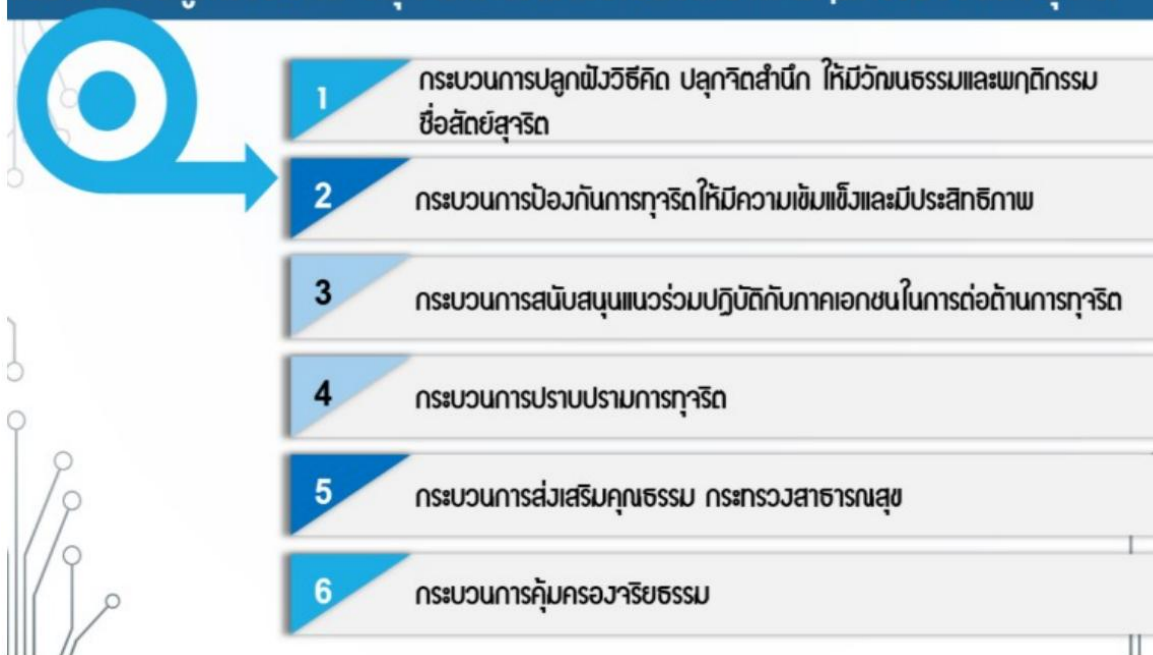 1
กระบวนการปลูกฝังวิธีคิด ปลุกจิตสำนึก ให้มีวัฒนธรรมและพฤติกรรม
ซื่อสัตย์สุจริต
2
กระบวนการป้องกันการทุจริตให้มีความเข้มแข็งและมีประสิทธิภาพ
3
กระบวนการสนับสนุนแนวร่วมปฏิบัติกับภาคเอกชนในการต่อต้านการทุจริต
4
กระบวนการปราบปรามการทุจริต
5
กระบวนการส่งเสริมคุณธรรม กระทรวงสาธารณสุข
6
กระบวนการคุ้มครองจริยธรรม